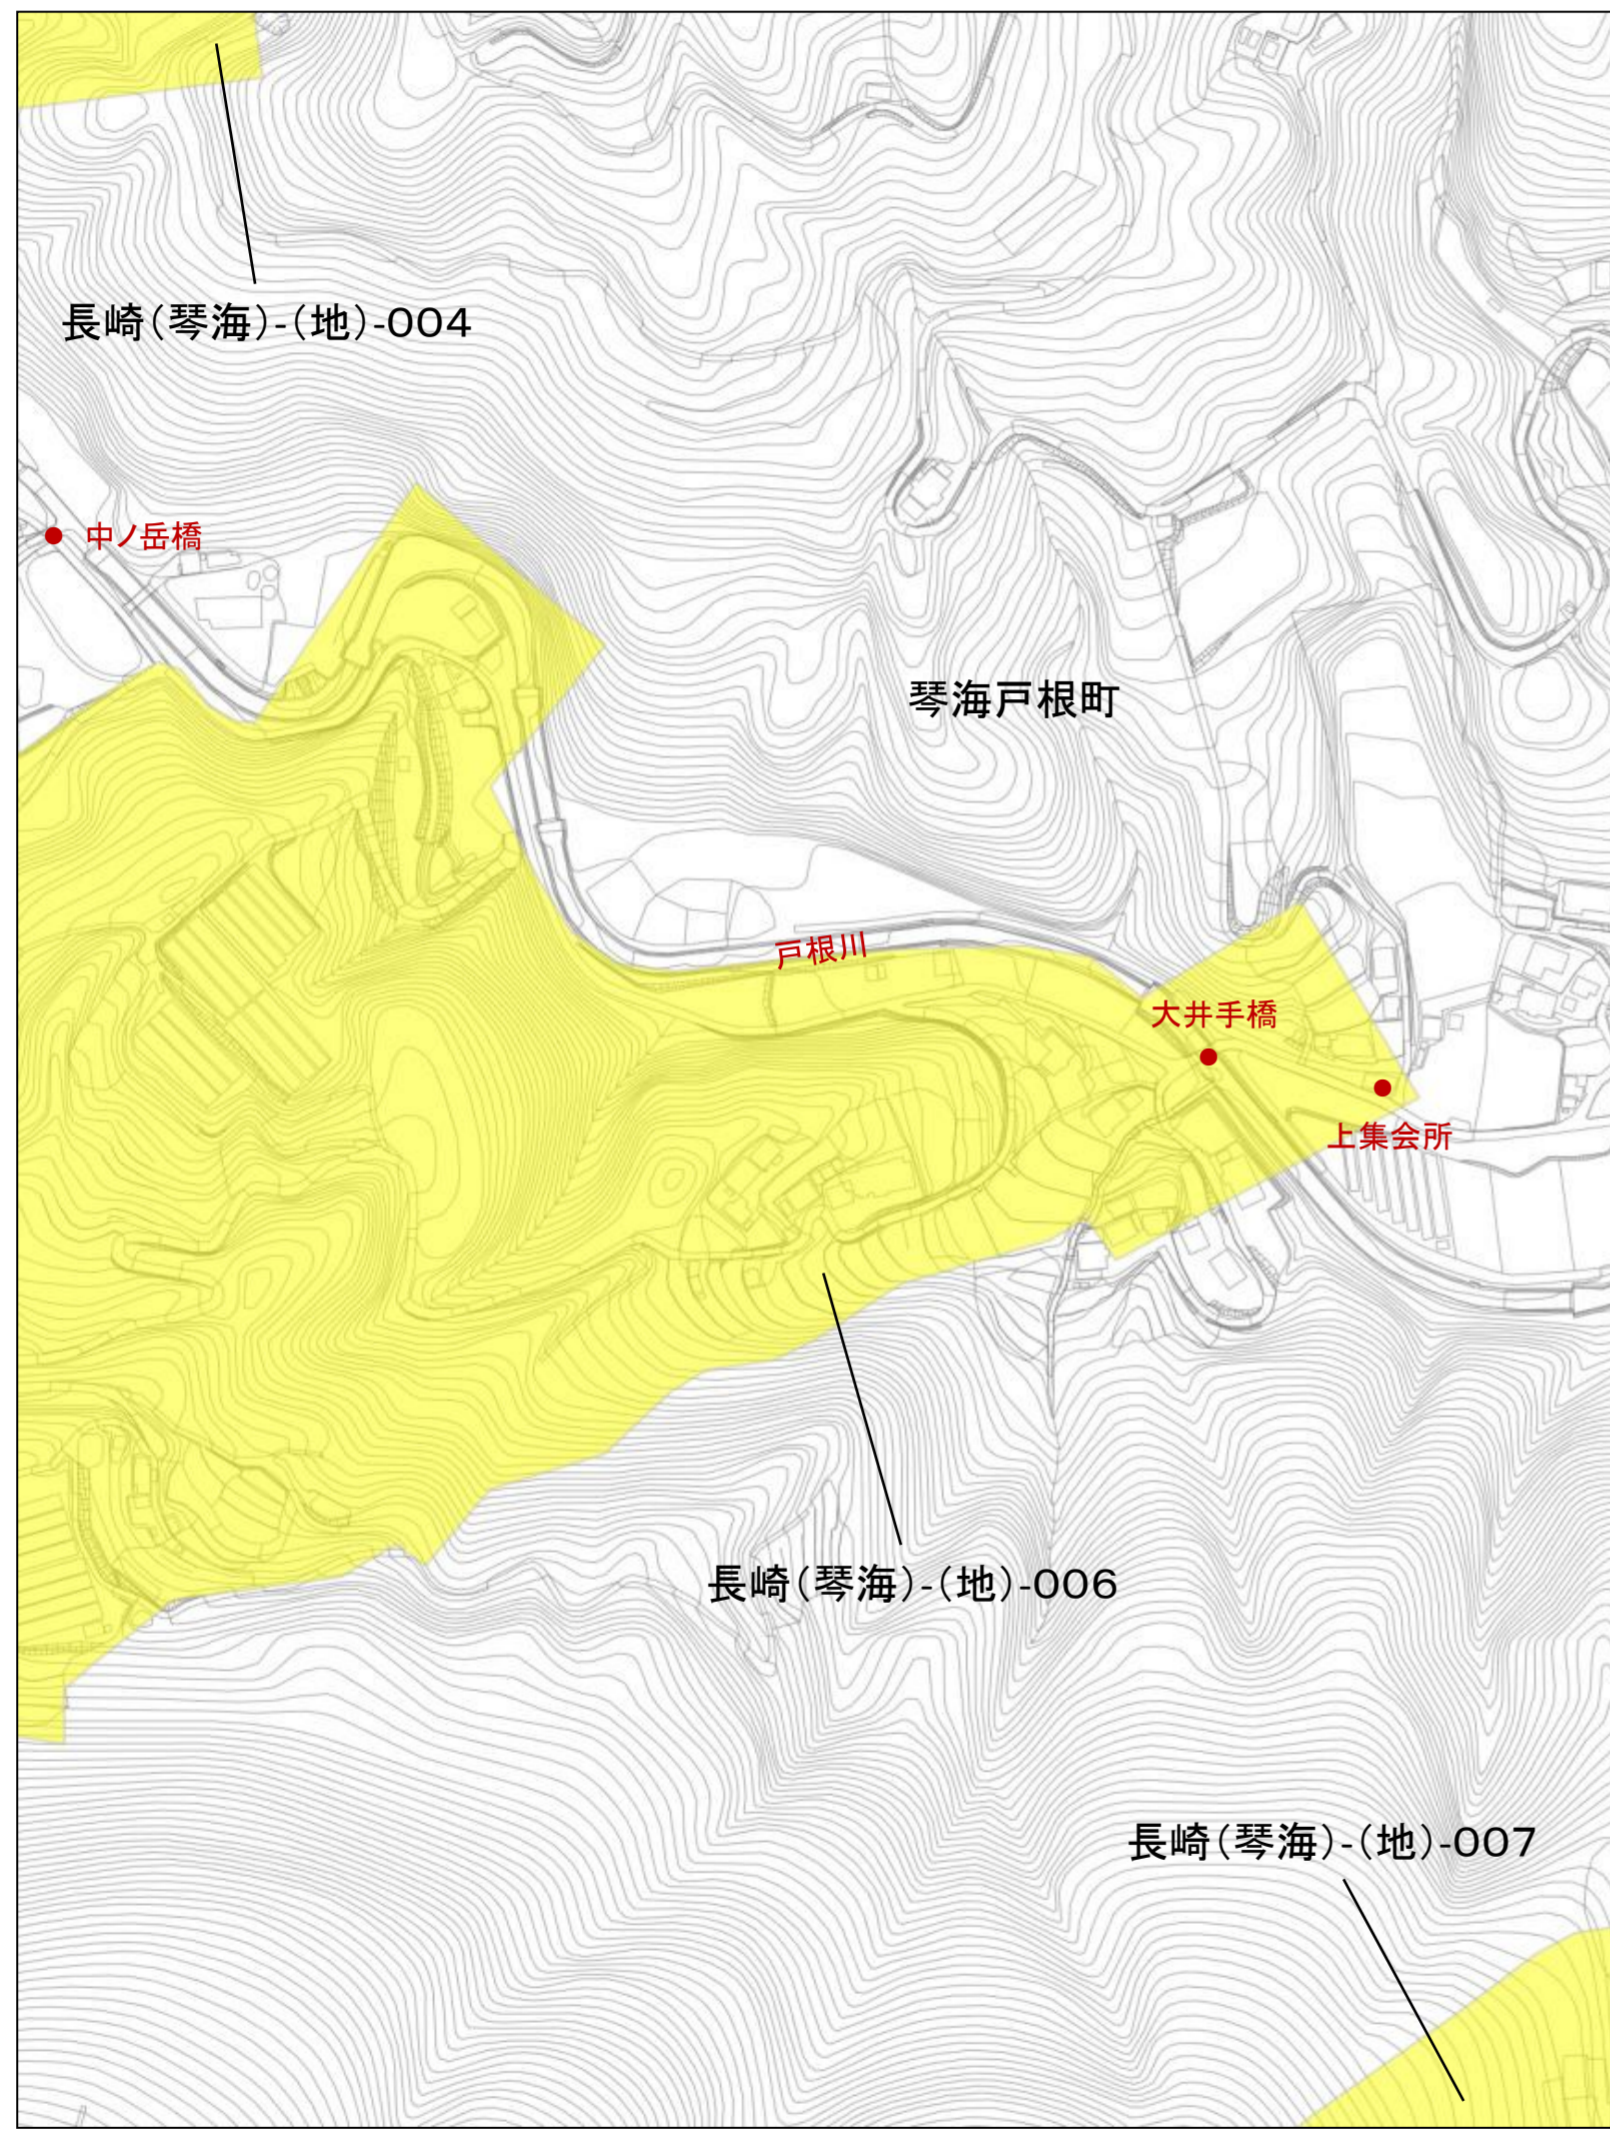 長崎(琴海)-(地)-004
中ノ岳橋
琴海戸根町
戸根川
大井手橋
上集会所
長崎(琴海)-(地)-006
長崎(琴海)-(地)-007